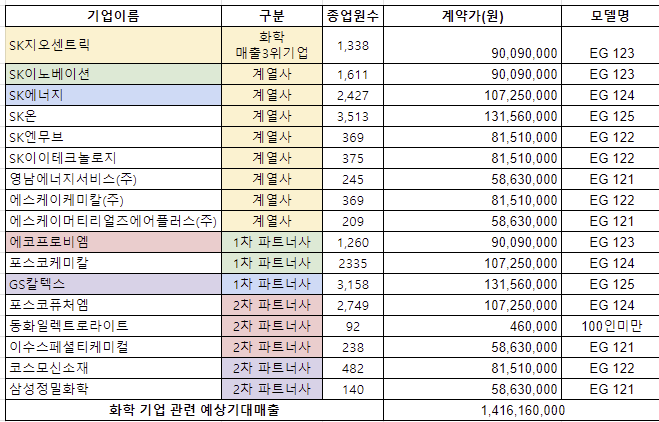 기업이름 구분 종업원수 계약가(원) 모델명
SK지오센트릭 화학 매출3위기업 1,338 90,090,000 EG 123
SK이노베이션 계열사 1,611 90,090,000 EG 123
SK에너지 계열사 2,427 107,250,000 EG 124
SK온 계열사 3,513 131,560,000 EG 125
SK엔무브 계열사 369 81,510,000 EG 122
SK이이테크놀로지 계열사 375 81,510,000 EG 122
영남에너지서비스(주) 계열사 245 58,630,000 EG 121
에스케이케미칼(주) 계열사 369 81,510,000 EG 122
에스케이머티리얼즈에어플러스(주) 계열사 209 58,630,000 EG 121
에코프로비엠 1차 파트너사 1,260 90,090,000 EG 123
포스코케미칼 1차 파트너사 2335 107,250,000 EG 124
GS칼텍스 1차 파트너사 3,158 131,560,000 EG 125
포스코퓨처엠 2차 파트너사 2,749 107,250,000 EG 124
동화일렉트로라이트 2차 파트너사 92 460,000 100인미만
이수스페셜티케미컬 2차 파트너사 238 58,630,000 EG 121
코스모신소재 2차 파트너사 482 81,510,000 EG 122
삼성정밀화학 2차 파트너사 140 58,630,000 EG 121
화학 기업 관련 예상기대매출 1,416,160,000